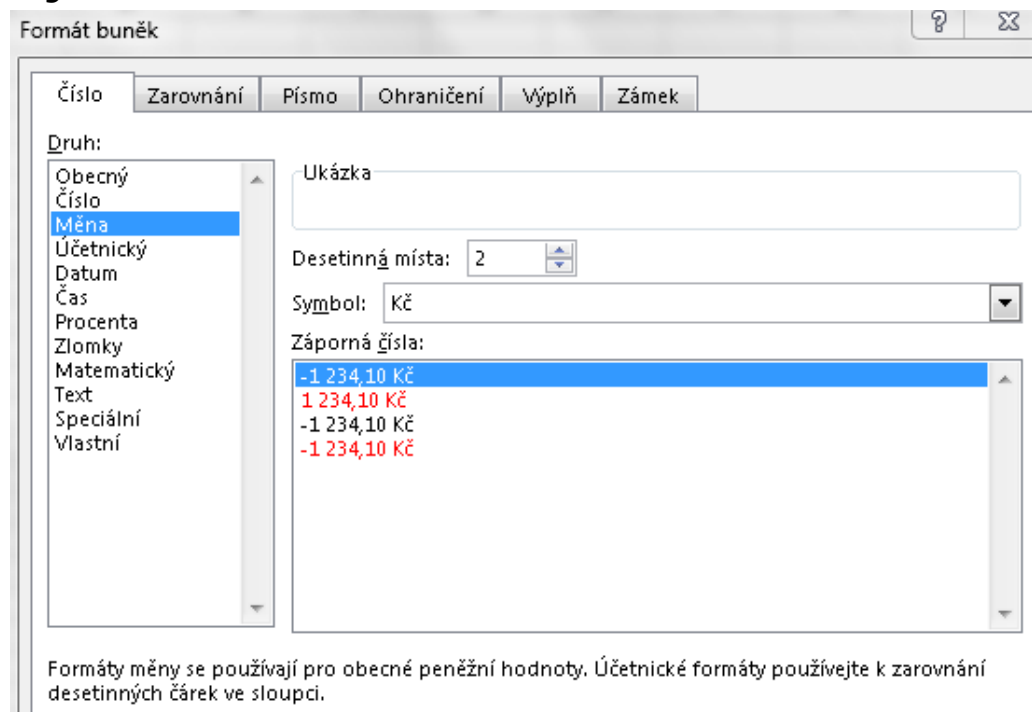 Formát buněk
Číslo Zarovnání Písmo Ohraničení Výplň Zámek
Druh:
Obecný
Číslo
Měna
Účetnický
Datum
Čas
Procenta
Zlomky
Matematický
Text
Speciální
Vlastní
Ukázka
Desetinná místa: 2
Symbol: Kč
Záporná čísla:
-1 234,10 Kč
1 234,10 Kč
-1 234,10 Kč
-1 234,10 Kč
Formáty měny se používají pro obecné peněžní hodnoty. Účetnické formáty používejte k zarovnání
desetinných čárek ve sloupci.